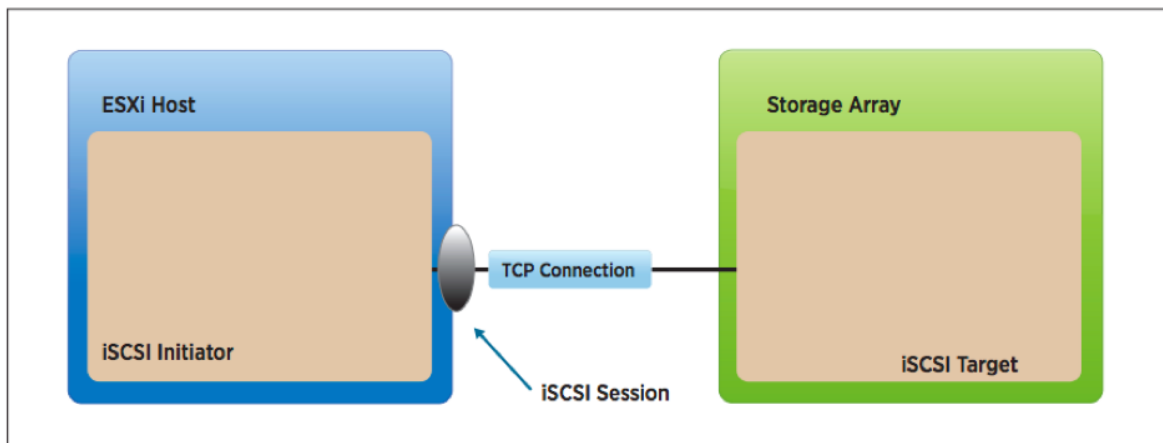 ESXi Host
Storage Array
TCP Connection
iSCSI Initiator
iSCSI Target
iSCSI Session